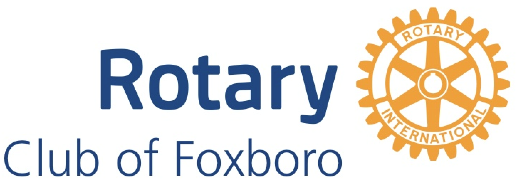 Rotary
Club of Foxboro
ROTARY
INTERNATIONAL